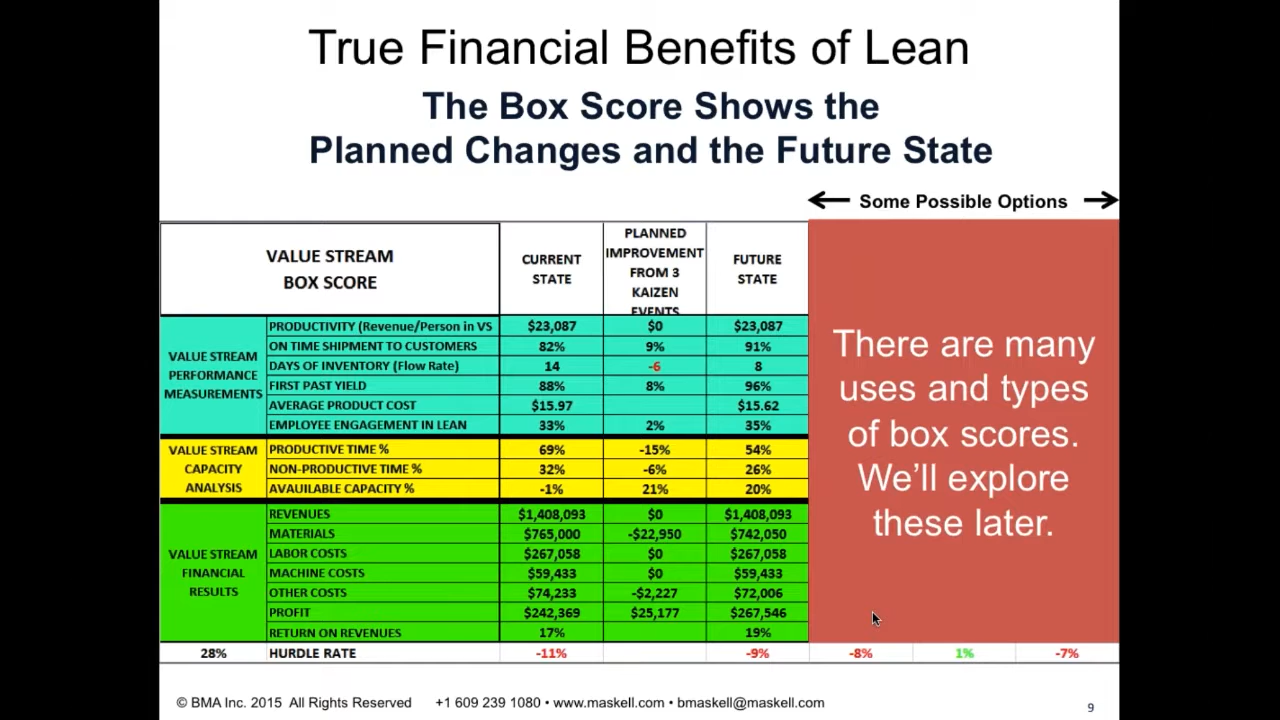 True Financial Benefits of Lean
The Box Score Shows the
Planned Changes and the Future State
Some Possible Options
VALUE STREAM
BOX SCORE
CURRENT
STATE
PLANNED
IMPROVEMENT
FROM 3
KAIZEN
EVENTS
FUTURE
STATE
VALUE STREAM
PERFORMANCE
MEASUREMENTS
PRODUCTIVITY (Revenue/Person in VS $23,087 $0 $23,087
ON TIME SHIPMENT TO CUSTOMERS 82% 9% 91%
DAYS OF INVENTORY (Flow Rate) 14 -6 8
FIRST PAST YIELD 88% 8% 96%
AVERAGE PRODUCT COST $15.97 $15.62
EMPLOYEE ENGAGEMENT IN LEAN 33% 2% 35%
VALUE STREAM
CAPACITY
ANALYSIS
PRODUCTIVE TIME % 69% -15% 54%
NON-PRODUCTIVE TIME % 32% -6% 26%
AVAUILABLE CAPACITY % -1% 21% 20%
VALUE STREAM
FINANCIAL
RESULTS
REVENUES $1,408,093 $0 $1,408,093
MATERIALS $765,000 -$22,950 $742,050
LABOR COSTS $267,058 $0 $267,058
MACHINE COSTS $59,433 $0 $59,433
OTHER COSTS $74,233 -$2,227 $72,006
PROFIT $242,369 $25,177 $267,546
RETURN ON REVENUES 17% 19%
28% HURDLE RATE -11% -9% -8% 1% -7%
There are many
uses and types
of box scores.
We'll explore
these later.
© BMA Inc. 2015 All Rights Reserved +1 609 239 1080 • www.maskell.com • bmaskell@maskell.com
9